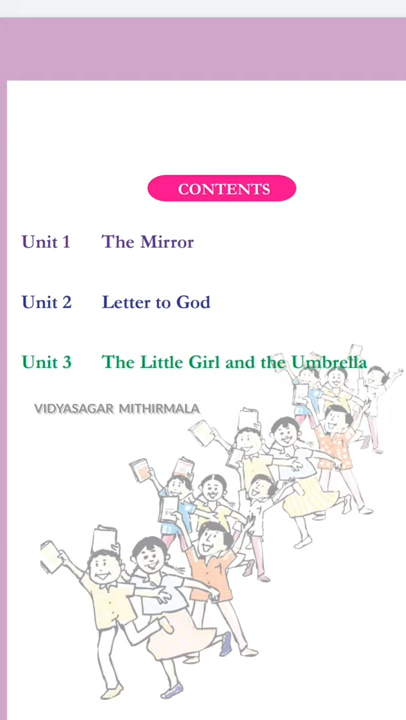 CONTENTS
Unit 1 The Mirror
Unit 2 Letter to God
Unit 3 The Little Girl and the Umbrella
VIDYASAGAR MITHIRMALA